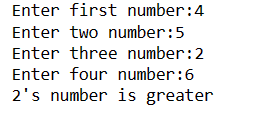 Enter first number:4
Enter two number:5
Enter three number:2
Enter four number:6
2's number is greater